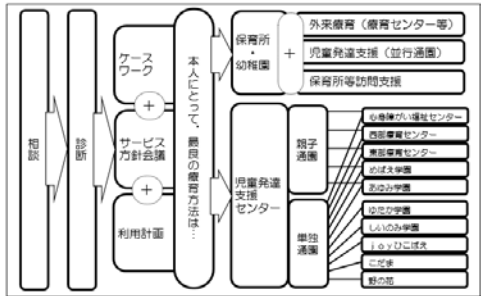 相談
診断
ケース
ワーク
+
サービス
方針会議
+
利用計画
本人にとって、最良の療育方法は…
保育所
・
幼稚園
+
外来療育(療育センター等)
児童発達支援(並行通園)
保育所等訪問支援
児童発達
支援
センター
親子
通園
単独
通園
心身障がい福祉センター
西部療育センター
東部療育センター
めばえ学園
あゆみ学園
ゆたか学園
しいのみ学園
joyひこばえ
こだま
野の花